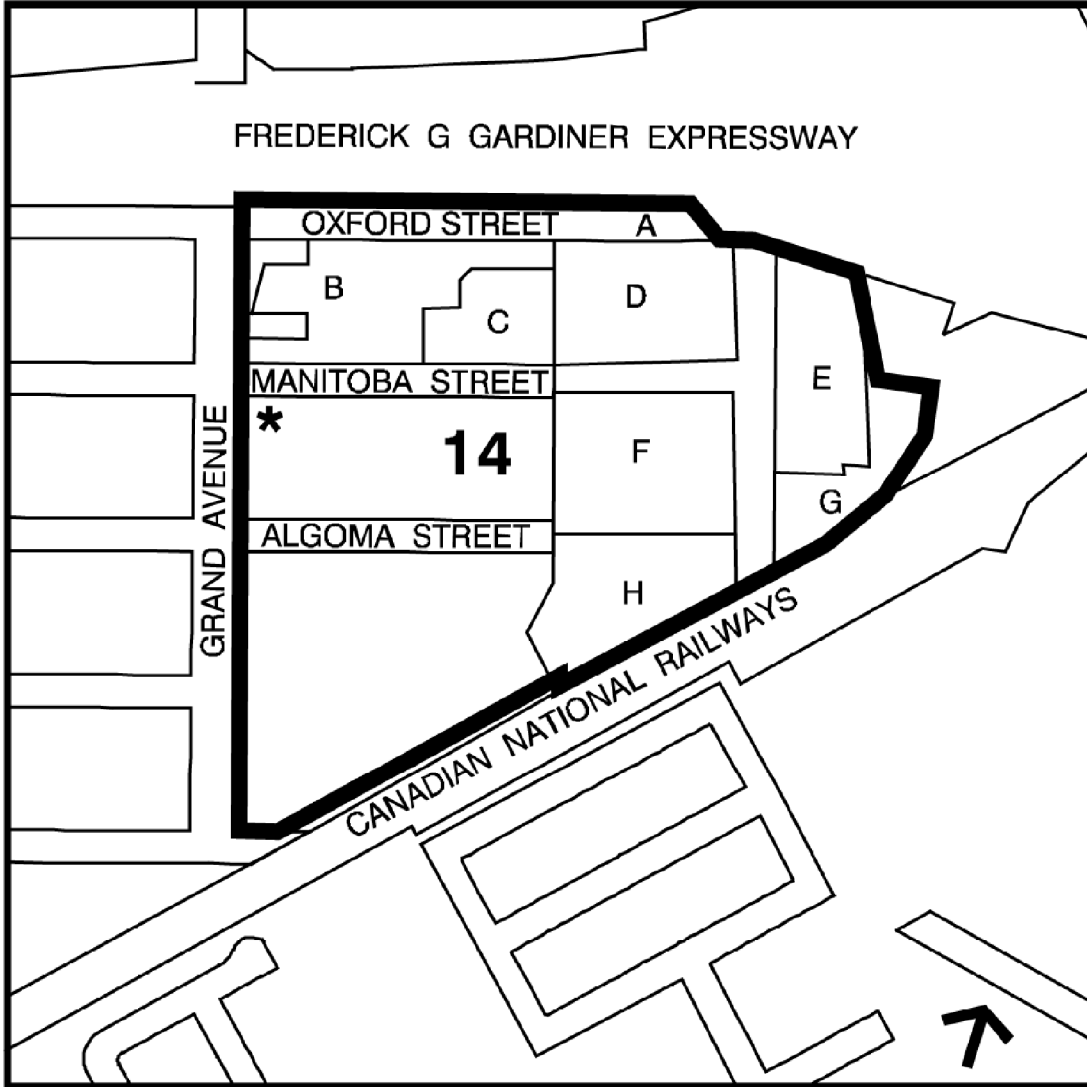 FREDERICK G GARDINER EXPRESSWAY
OXFORD STREET
A
B
C
D
E
MANITOBA STREET
*
14
F
G
GRAND AVENUE
ALGOMA STREET
H
CANADIAN NATIONAL RAILWAYS